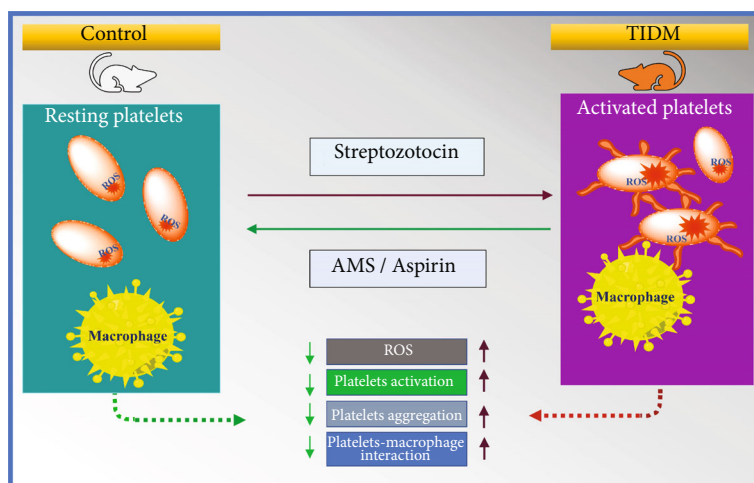 Control
TIDM
Resting platelets
Activated platelets
ROS
ROS
ROS
Macrophage
Streptozotocin
AMS / Aspirin
ROS
ROS
ROS
Macrophage
ROS
Platelets activation
Platelets aggregation
Platelets-macrophage
interaction